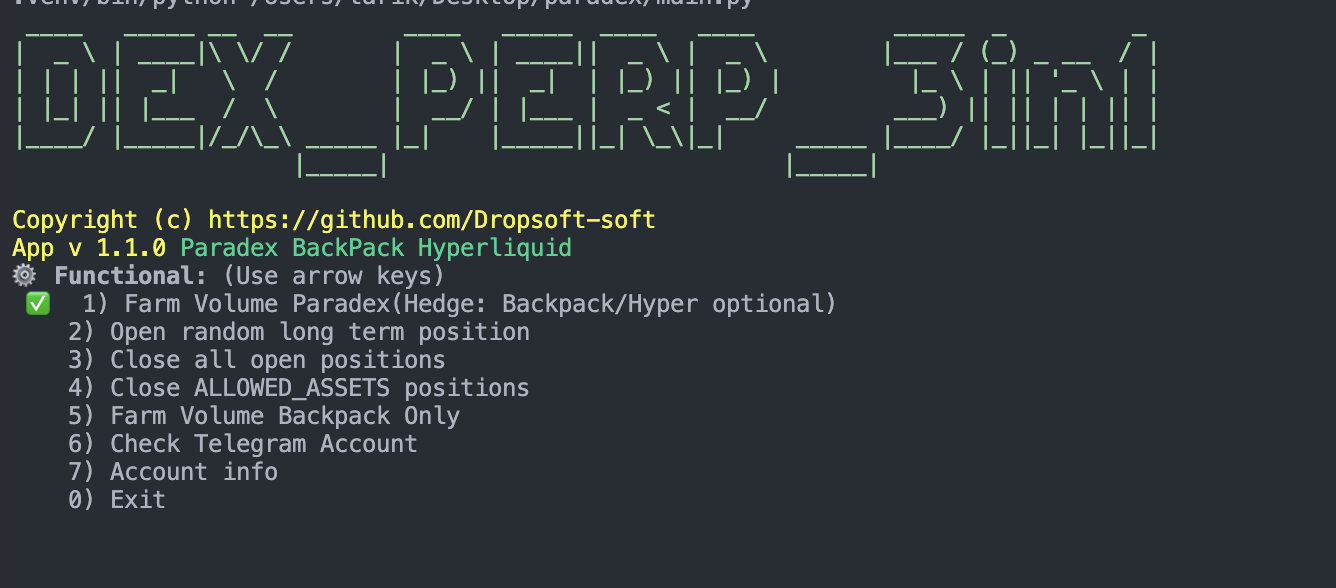 .venv/bin/python /Users/tarik/Desktop/paradex/main.py
DEX_PERP_3in1
Copyright (c) https://github.com/Dropsoft-soft
App v 1.1.0 Paradex BackPack Hyperliquid
⚙️ Functional: (Use arrow keys)
✅ 1) Farm Volume Paradex(Hedge: Backpack/Hyper optional)
2) Open random long term position
3) Close all open positions
4) Close ALLOWED_ASSETS positions
5) Farm Volume Backpack Only
6) Check Telegram Account
7) Account info
0) Exit